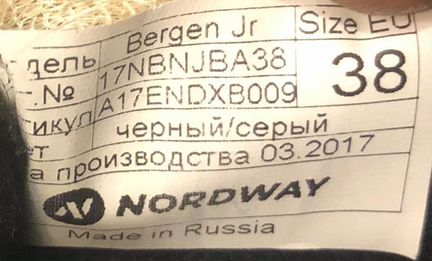 дель Bergen Jr Size EU
.№ 17NBNJBA38 38
икул A17ENDXB009
ет черный/серый
а производства 03.2017
NORDWAY
Made in Russia